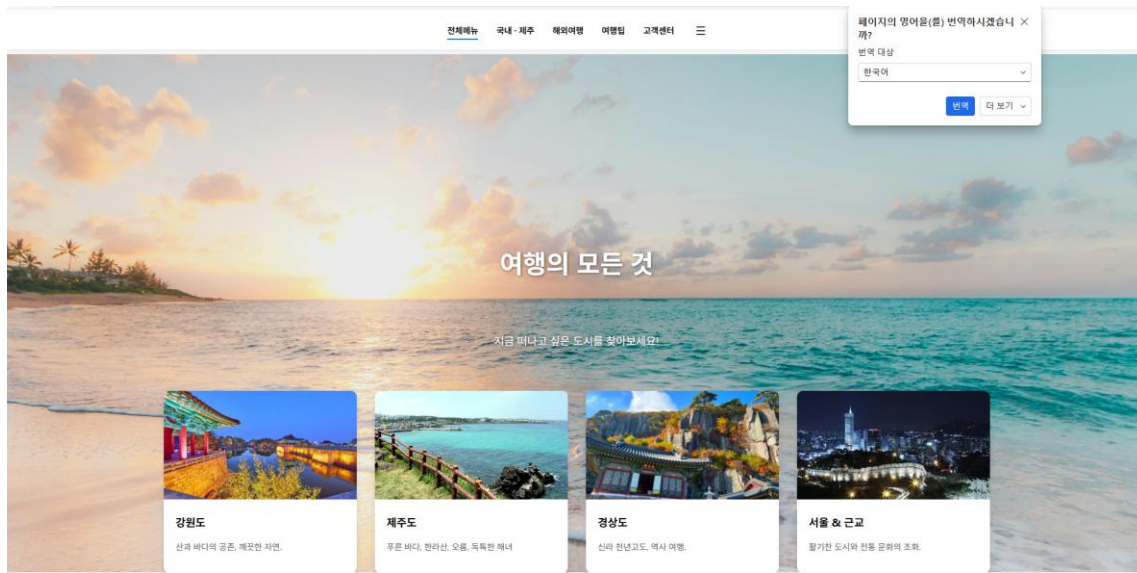 전체메뉴 국내 - 제주 해외여행 여행팁 고객센터
페이지의 영어을(를) 번역하시겠습니
까?
번역 대상
한국어
번역 더 보기
여행의 모든 것
지금 떠나고 싶은 도시를 찾아보세요!
강원도
산과 바다의 공존, 깨끗한 자연.
제주도
푸른 바다, 한라산, 오름, 독특한 해녀
경상도
신라 천년고도, 역사 여행.
서울 & 근교
활기찬 도시와 전통 문화의 조화.